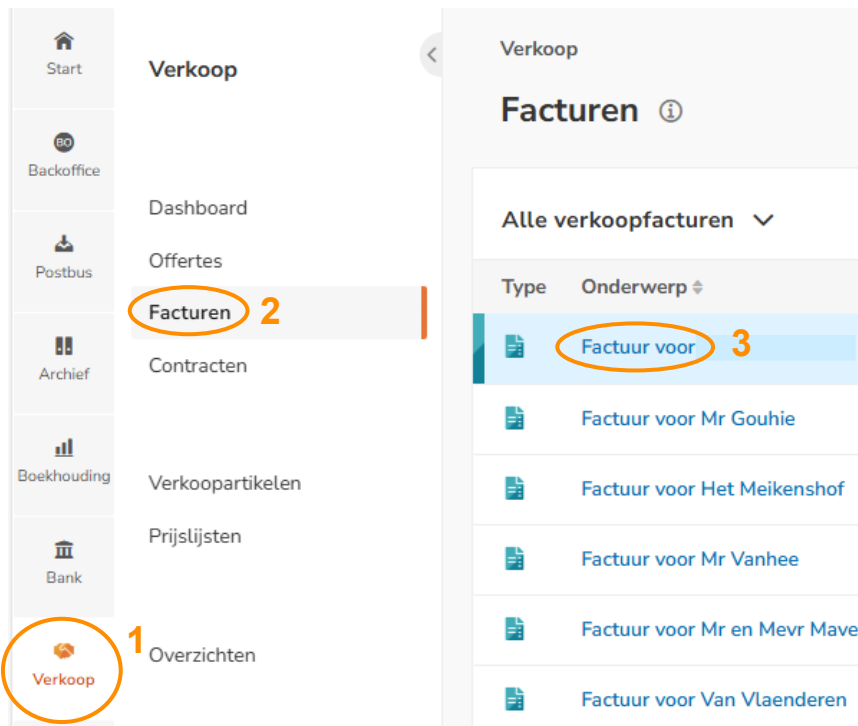 Start
BO
Backoffice
Postbus
Archief
Boekhouding
Bank
Verkoop
1
Verkoop
Dashboard
Offertes
Facturen 2
Contracten
Verkoopartikelen
Prijslijsten
Overzichten
Verkoop
Facturen
Alle verkoopfacturen
Type Onderwerp
Factuur voor 3
Factuur voor Mr Gouhie
Factuur voor Het Meikenshof
Factuur voor Mr Vanhee
Factuur voor Mr en Mevr Mave
Factuur voor Van Vlaenderen